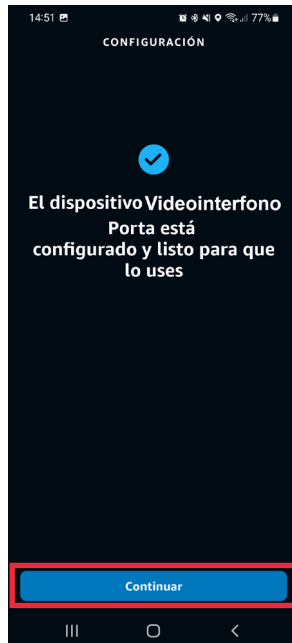 14:51 77%
CONFIGURACIÓN
El dispositivo Videointerfono
Porta está
configurado y listo para que
lo uses
Continuar